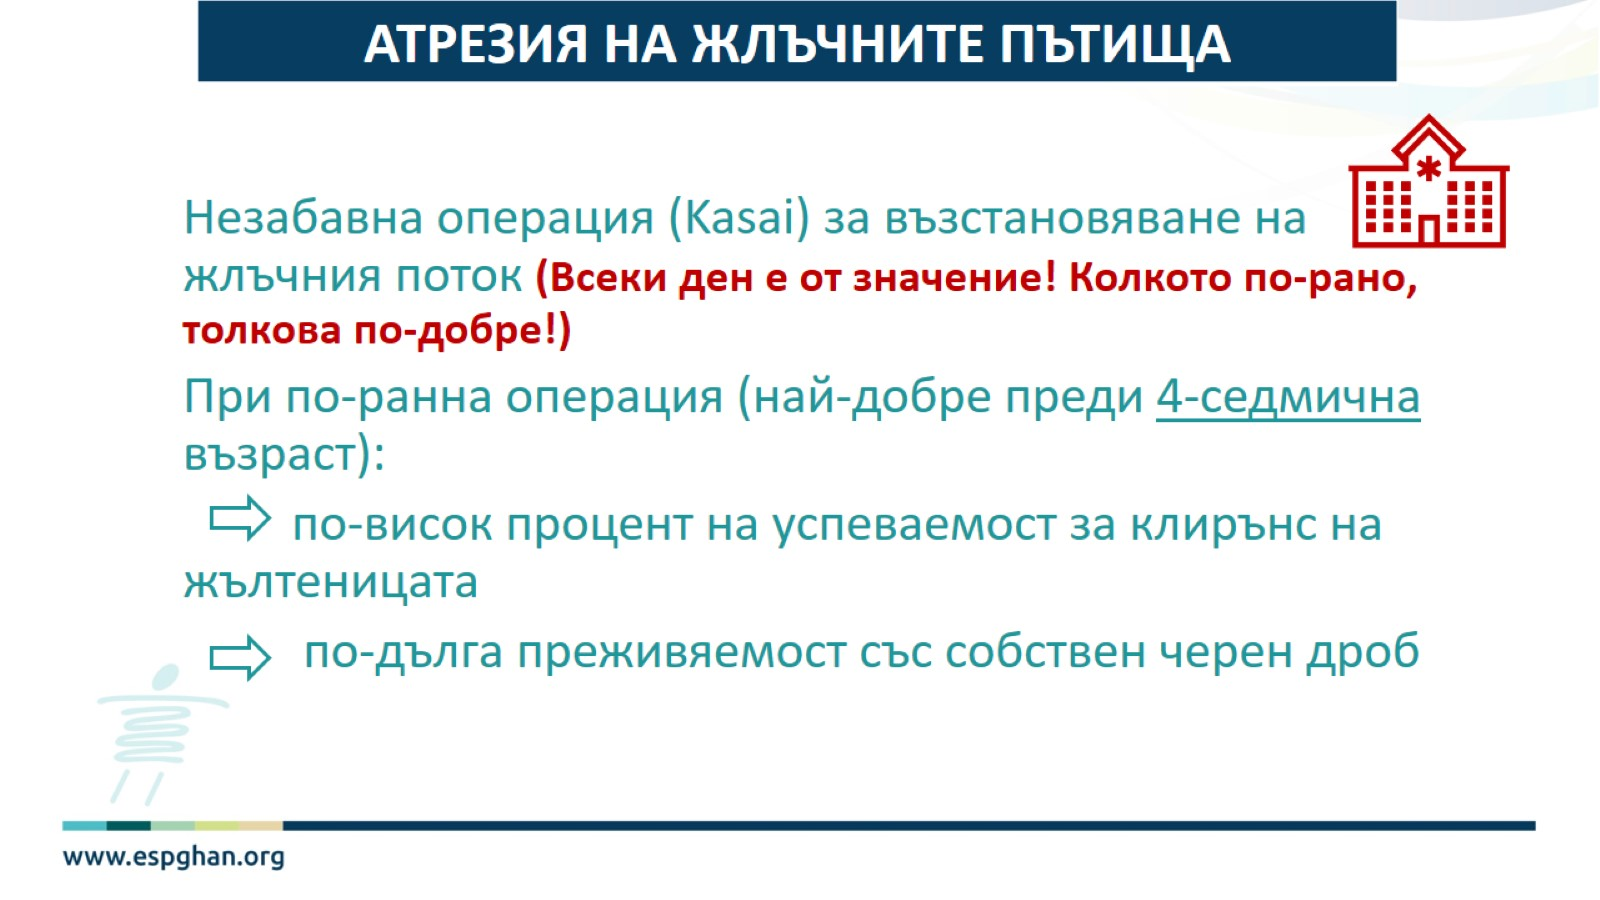 АТРЕЗИЯ НА ЖЛЪЧНИТЕ ПЪТИЩА
Незабавна операция (Kasai) за възстановяване на
жлъчния поток (Всеки ден е от значение! Колкото по-рано,
толкова по-добре!)
При по-ранна операция (най-добре преди 4-седмична
възраст):
по-висок процент на успеваемост за клирънс на
жълтеницата
по-дълга преживяемост със собствен черен дроб
www.espghan.org